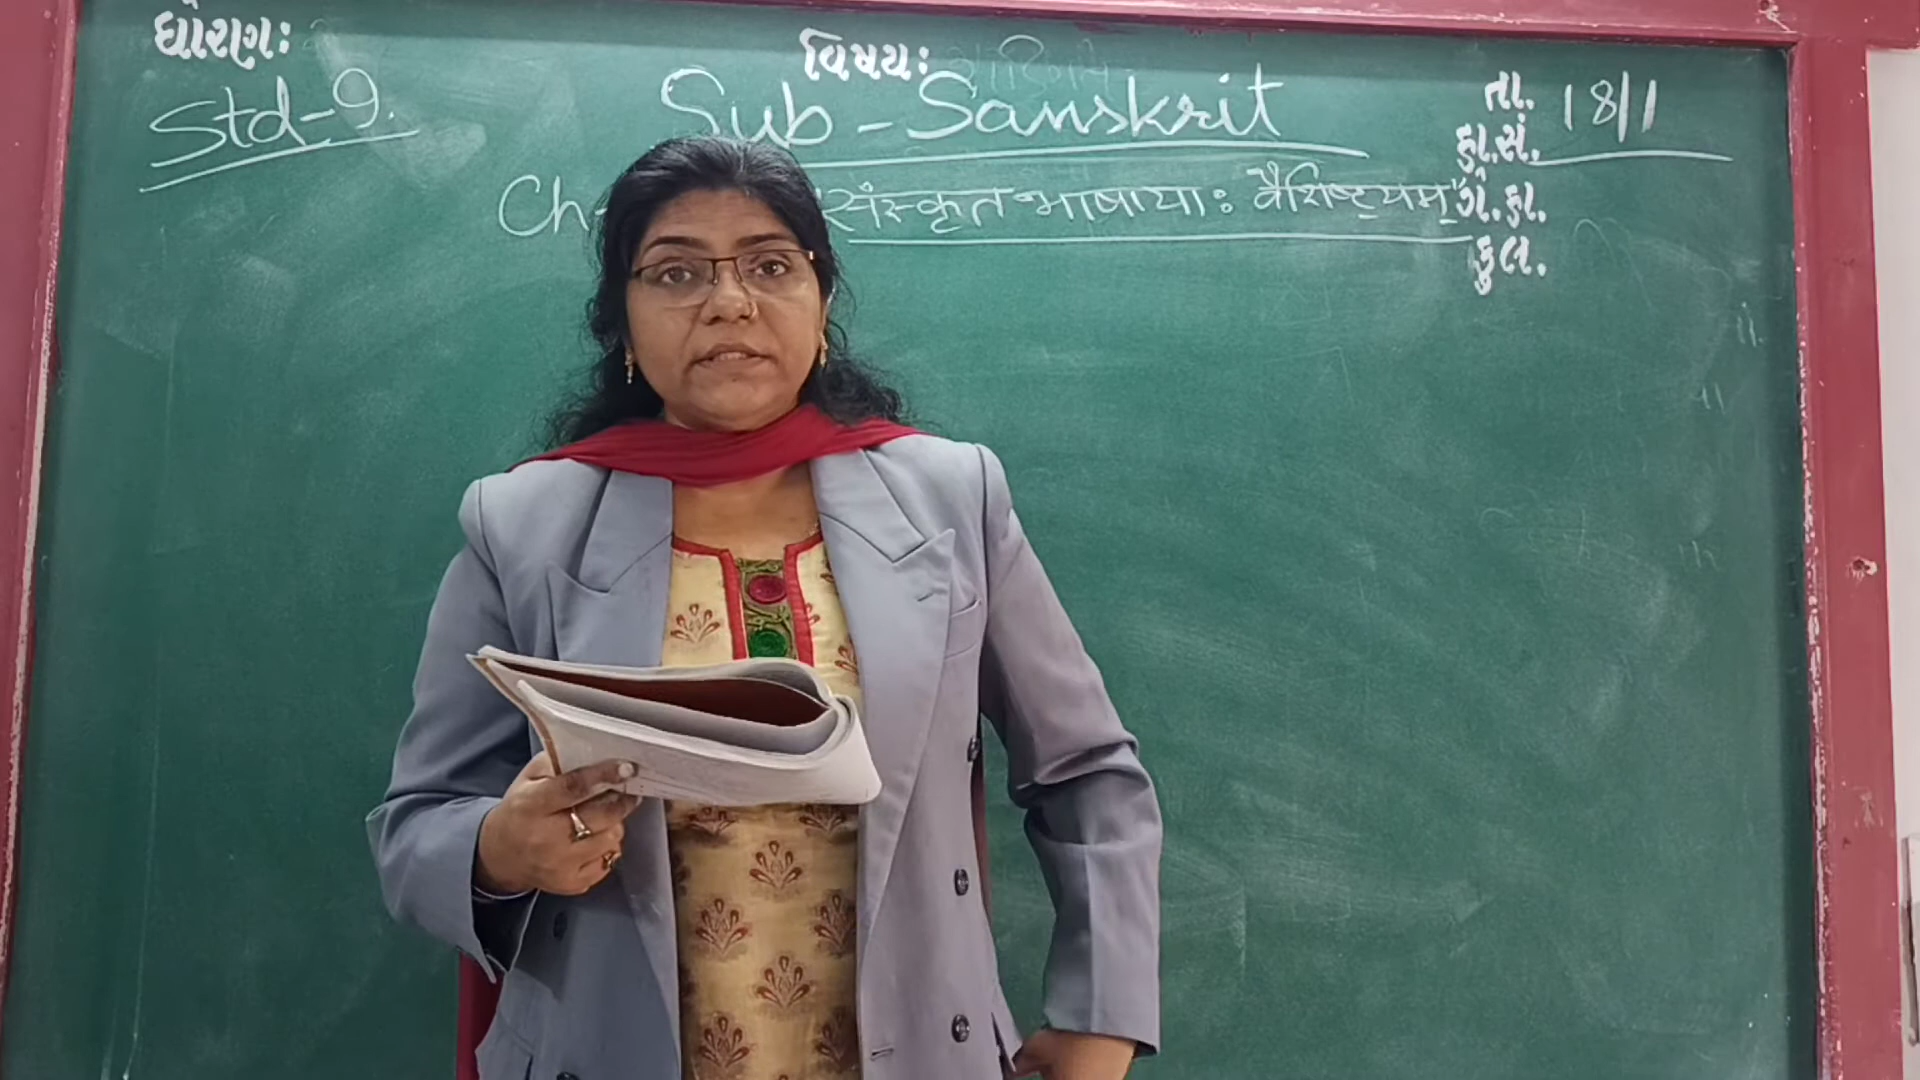 ધોરણઃ વિષયઃ
Std-9. Sub - Sanskrit તા. 18/1
હા.સં.
Ch- संस्कृतभाषायाः वैशिष्ट्यम्" ગે.હા.
કુલ.